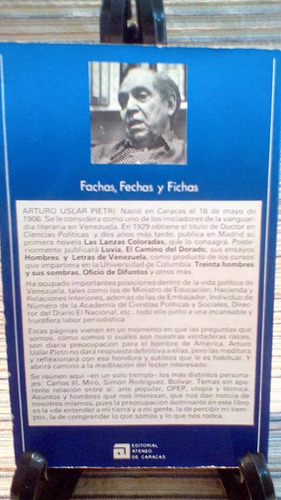 Fachas, Fechas y Fichas
ARTURO USLAR PIETRI: Nació en Caracas el 16 de mayo de
1906. Se le considera como uno de los iniciadores de la vanguar-
dia literaria en Venezuela. En 1929 obtiene el título de Doctor en
Ciencias Políticas y dos años más tarde, publica en Madrid su
primera novela Las Lanzas Coloradas, que lo consagrá. Poste-
riormente publicará Luvia, El Camino del Dorado, sus ensayos
Hombres y Letras de Venezuela, como producto de los cursos
que impartiera en la Universidad de Columbia. Treinta hombres
y sus sombras, Oficio de Difuntos y otros más.
Ha ocupado importantes posiciones dentro de la vida política de
Venezuela, tales como los de Ministro de Educación, Hacienda y
Relaciones Interiores, además de las de Embajador, Individuo de
Número de la Academia de Ciencias Políticas y Sociales, Direc-
tor del Diario El Nacional, etc., todo ello junto a una incansable y
fructífera labor periodística.
Estas páginas vienen en un momento en que las preguntas qué
somos, cómo somos o cuáles son nuestras verdaderas raíces,
son diaria preocupación para el hombre de América. Arturo
Uslar Pietri no dará respuesta definitiva a ellas, pero las meditará
y reflexionará con esa hondura y sutileza que le es habitual. Y
abrirá camino a la meditación del lector interesado.
Se reúnen aquí —en un solo tiempo— los más distintos persona-
jes: Carlos III, Miró, Simón Rodríguez, Bolívar. Temas sin apa-
rente relación entre sí: arte popular, OPEP, utopía y técnica.
Asuntos y hombres que nos interesan, que nos dan noticia de
nosotros mismos, pues la preocupación dominante en este libro
es la «de entender a mi tierra y a mi gente, la de percibir mi tiem-
po», la de comprender lo que somos y lo que nos rodea.
EDITORIAL
ATENEO
DE CARACAS